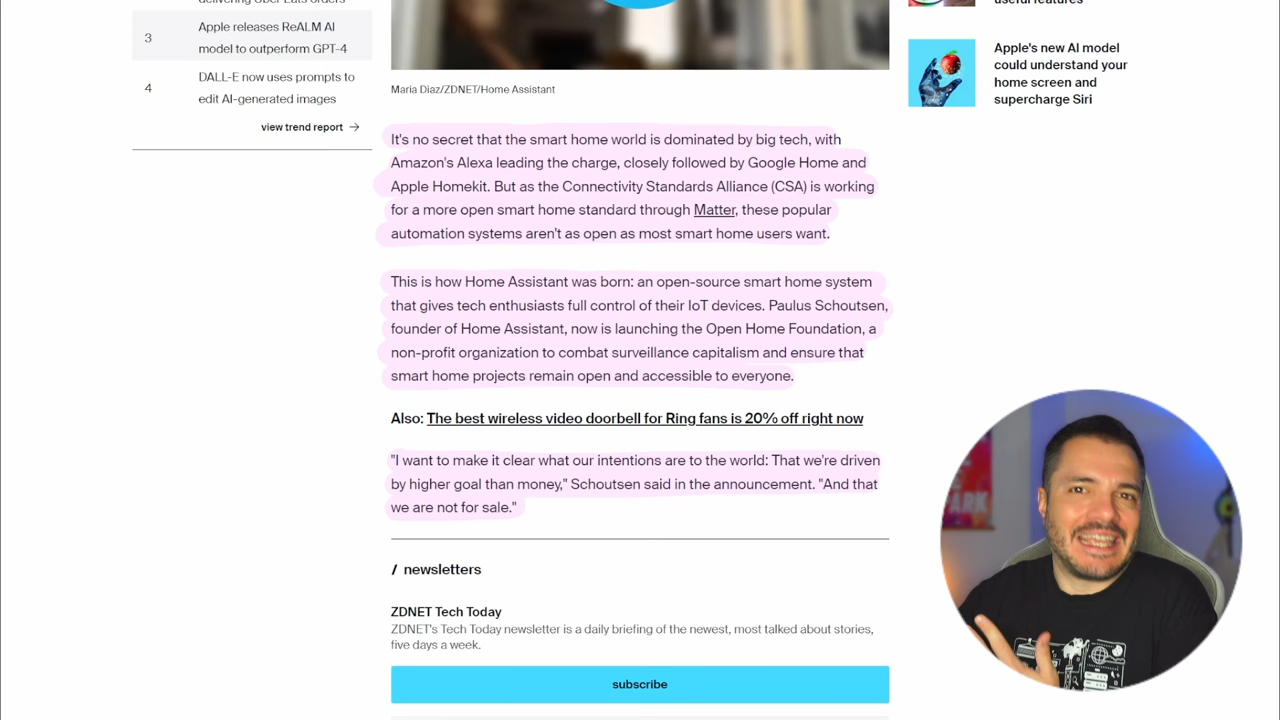 delivering Uber Eats orders
3
Apple releases ReALM AI
model to outperform GPT-4
4
DALL-E now uses prompts to
edit AI-generated images
view trend report →
Maria Diaz/ZDNET/Home Assistant
It's no secret that the smart home world is dominated by big tech, with
Amazon's Alexa leading the charge, closely followed by Google Home and
Apple Homekit. But as the Connectivity Standards Alliance (CSA) is working
for a more open smart home standard through Matter, these popular
automation systems aren't as open as most smart home users want.
This is how Home Assistant was born: an open-source smart home system
that gives tech enthusiasts full control of their IoT devices. Paulus Schoutsen,
founder of Home Assistant, now is launching the Open Home Foundation, a
non-profit organization to combat surveillance capitalism and ensure that
smart home projects remain open and accessible to everyone.
Also: The best wireless video doorbell for Ring fans is 20% off right now
"I want to make it clear what our intentions are to the world: That we're driven
by higher goal than money," Schoutsen said in the announcement. "And that
we are not for sale."
/ newsletters
ZDNET Tech Today
ZDNET's Tech Today newsletter is a daily briefing of the newest, most talked about stories,
five days a week.
subscribe
useful features
Apple's new AI model
could understand your
home screen and
supercharge Siri